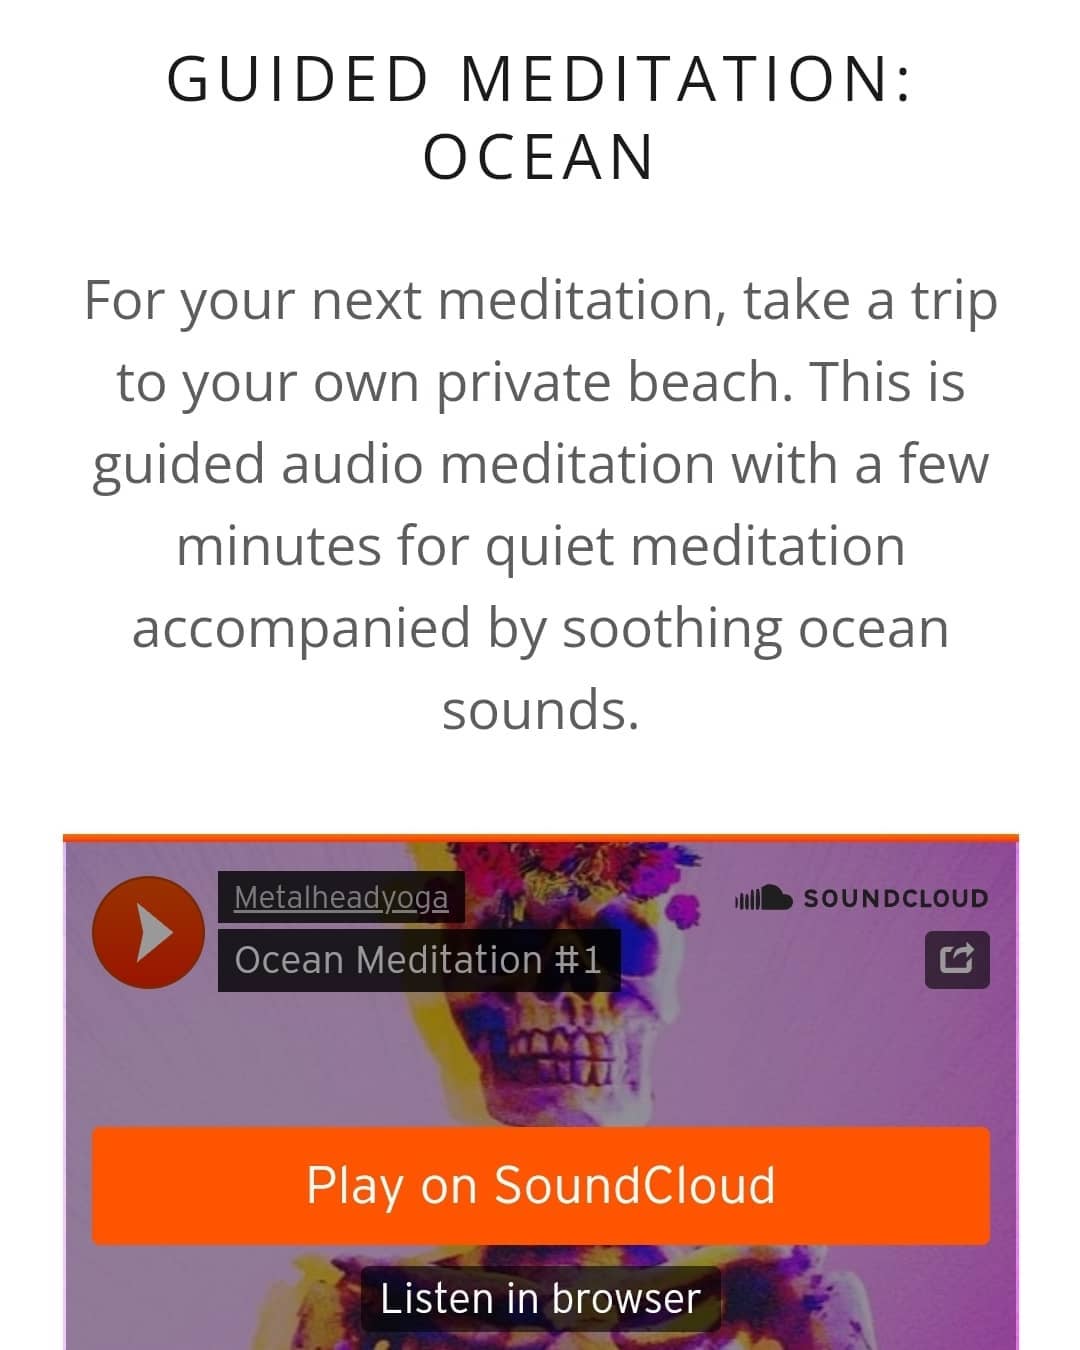 GUIDED MEDITATION:
OCEAN
For your next meditation, take a trip
to your own private beach. This is
guided audio meditation with a few
minutes for quiet meditation
accompanied by soothing ocean
sounds.
Metalheadyoga
SOUNDCLOUD
Ocean Meditation #1
Play on SoundCloud
Listen in browser